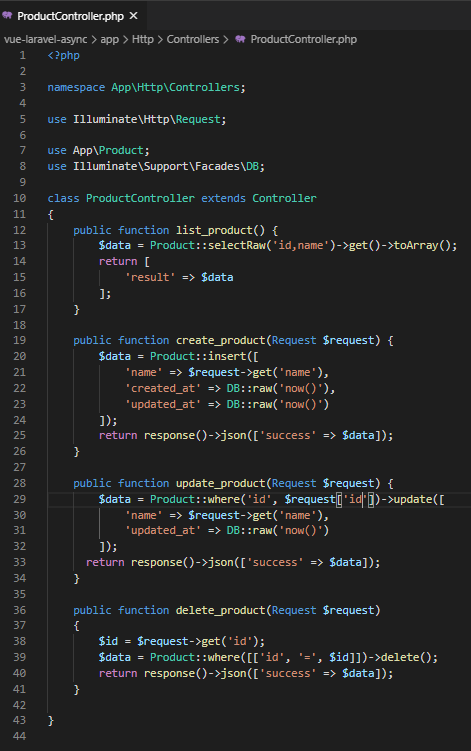 ProductController.php ×
vue-laravel-async > app > Http > Controllers > ProductController.php
1 <?php
2
3 namespace App\Http\Controllers;
4
5 use Illuminate\Http\Request;
6
7 use App\Product;
8 use Illuminate\Support\Facades\DB;
9
10 class ProductController extends Controller
11 {
12     public function list_product() {
13         $data = Product::selectRaw('id,name')->get()->toArray();
14         return [
15             'result' => $data
16         ];
17     }
18
19     public function create_product(Request $request) {
20         $data = Product::insert([
21             'name' => $request->get('name'),
22             'created_at' => DB::raw('now()'),
23             'updated_at' => DB::raw('now()')
24         ]);
25         return response()->json(['success' => $data]);
26     }
27
28     public function update_product(Request $request) {
29         $data = Product::where('id', $request['id'])->update([
30             'name' => $request->get('name'),
31             'updated_at' => DB::raw('now()')
32         ]);
33       return response()->json(['success' => $data]);
34     }
35
36     public function delete_product(Request $request)
37     {
38         $id = $request->get('id');
39         $data = Product::where([['id', '=', $id]])->delete();
40         return response()->json(['success' => $data]);
41     }
42
43 }
44